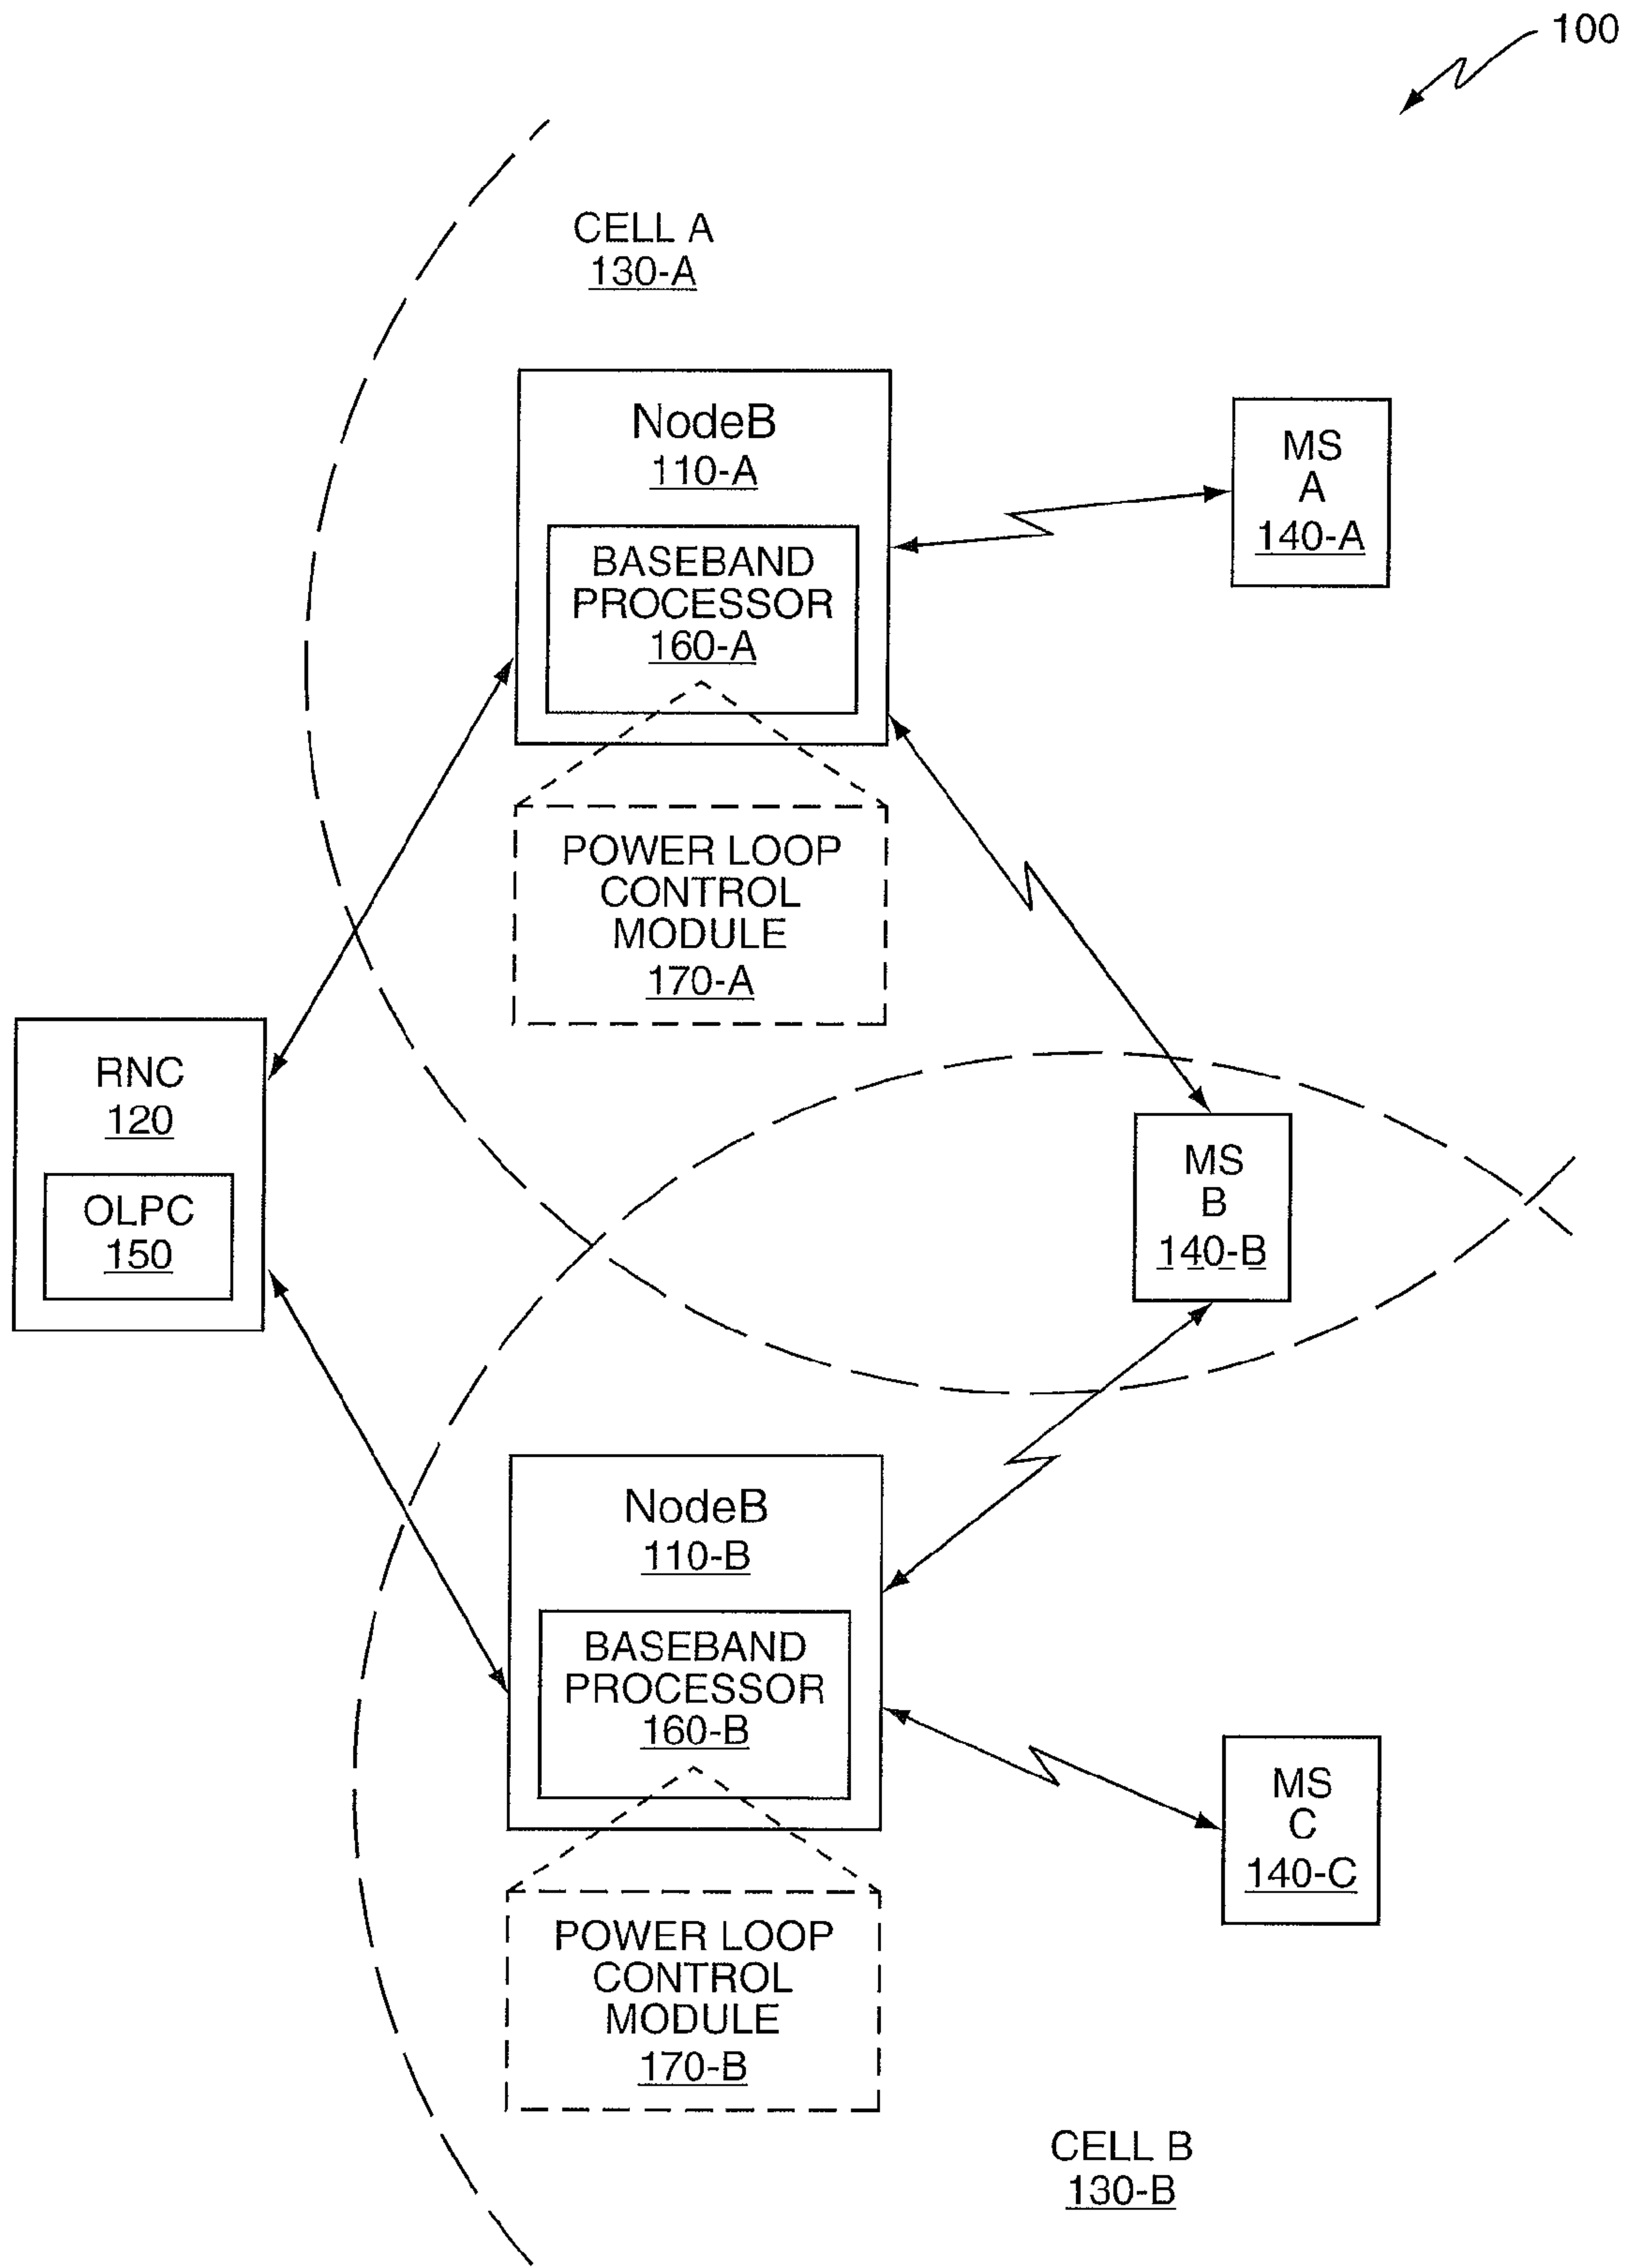 100
CELL A
130-A
NodeB
110-A
BASEBAND
PROCESSOR
160-A
MS
A
140-A
POWER LOOP
CONTROL
MODULE
170-A
RNC
120
OLPC
150
MS
B
140-B
NodeB
110-B
BASEBAND
PROCESSOR
160-B
MS
C
140-C
POWER LOOP
CONTROL
MODULE
170-B
CELL B
130-B